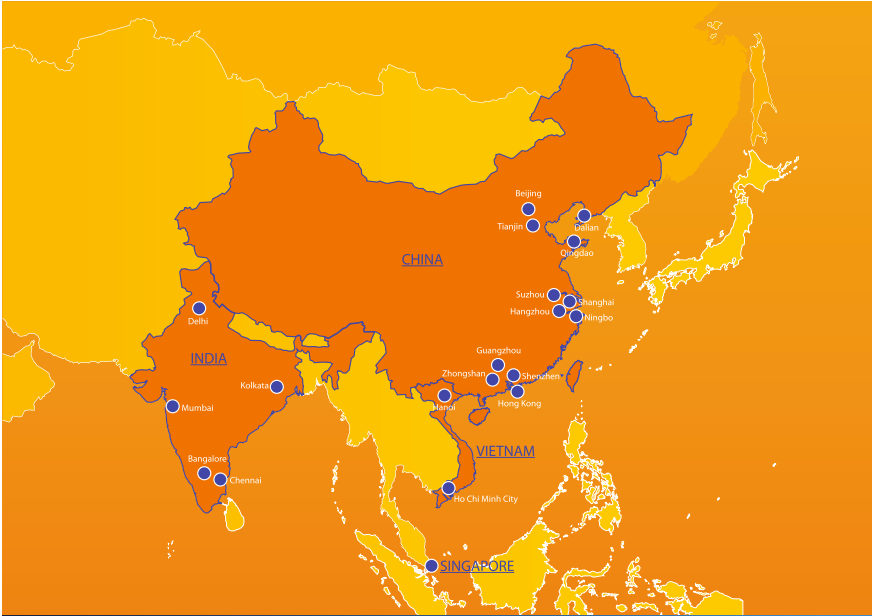 Beijing
Tianjin
Dalian
Qingdao
CHINA
Suzhou
Shanghai
Hangzhou
Ningbo
Delhi
Guangzhou
INDIA
Zhongshan
Shenzhen
Kolkata
Hong Kong
Hanoi
Mumbai
VIETNAM
Bangalore
Chennai
Ho Chi Minh City
SINGAPORE